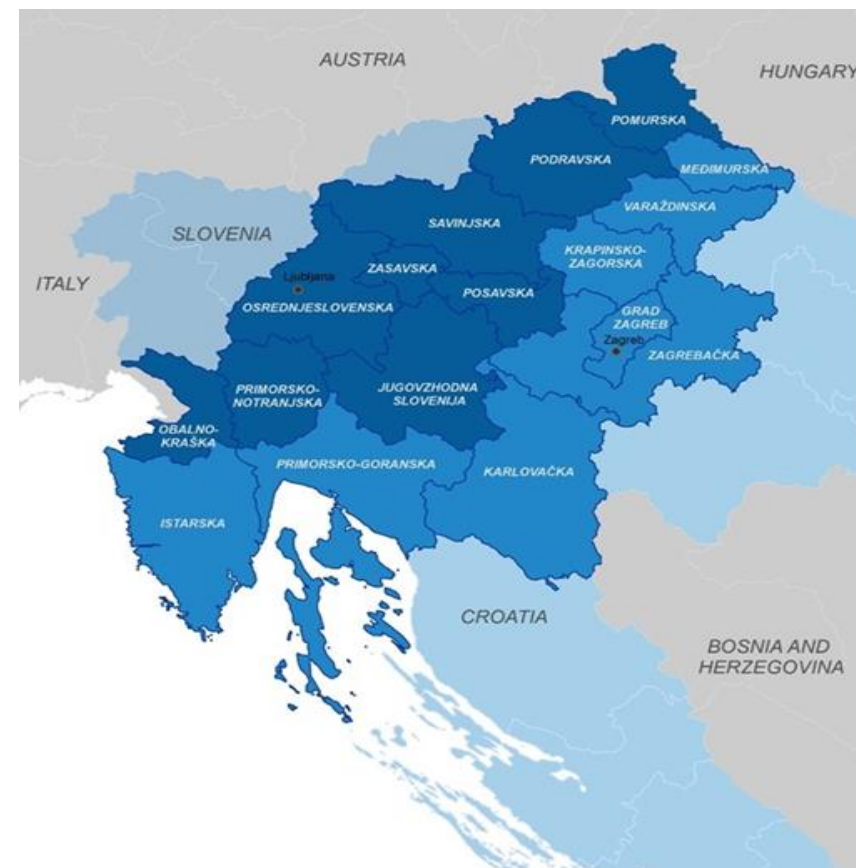 AUSTRIA
HUNGARY
POMURSKA
PODRAVSKA
MEĐIMURSKA
VARAŽDINSKA
SAVINJSKA
SLOVENIA
KRAPINSKO-
ZAGORSKA
ZASAVSKA
ITALY
Ljubljana
POSAVSKA
OSREDNJESLOVENSKA
GRAD
ZAGREB
Zagreb
ZAGREBAČKA
PRIMORSKO-
NOTRANJSKA
JUGOVZHODNA
SLOVENIJA
OBALNO-
KRAŠKA
PRIMORSKO-GORANSKA
KARLOVAČKA
ISTARSKA
CROATIA
BOSNIA AND
HERZEGOVINA